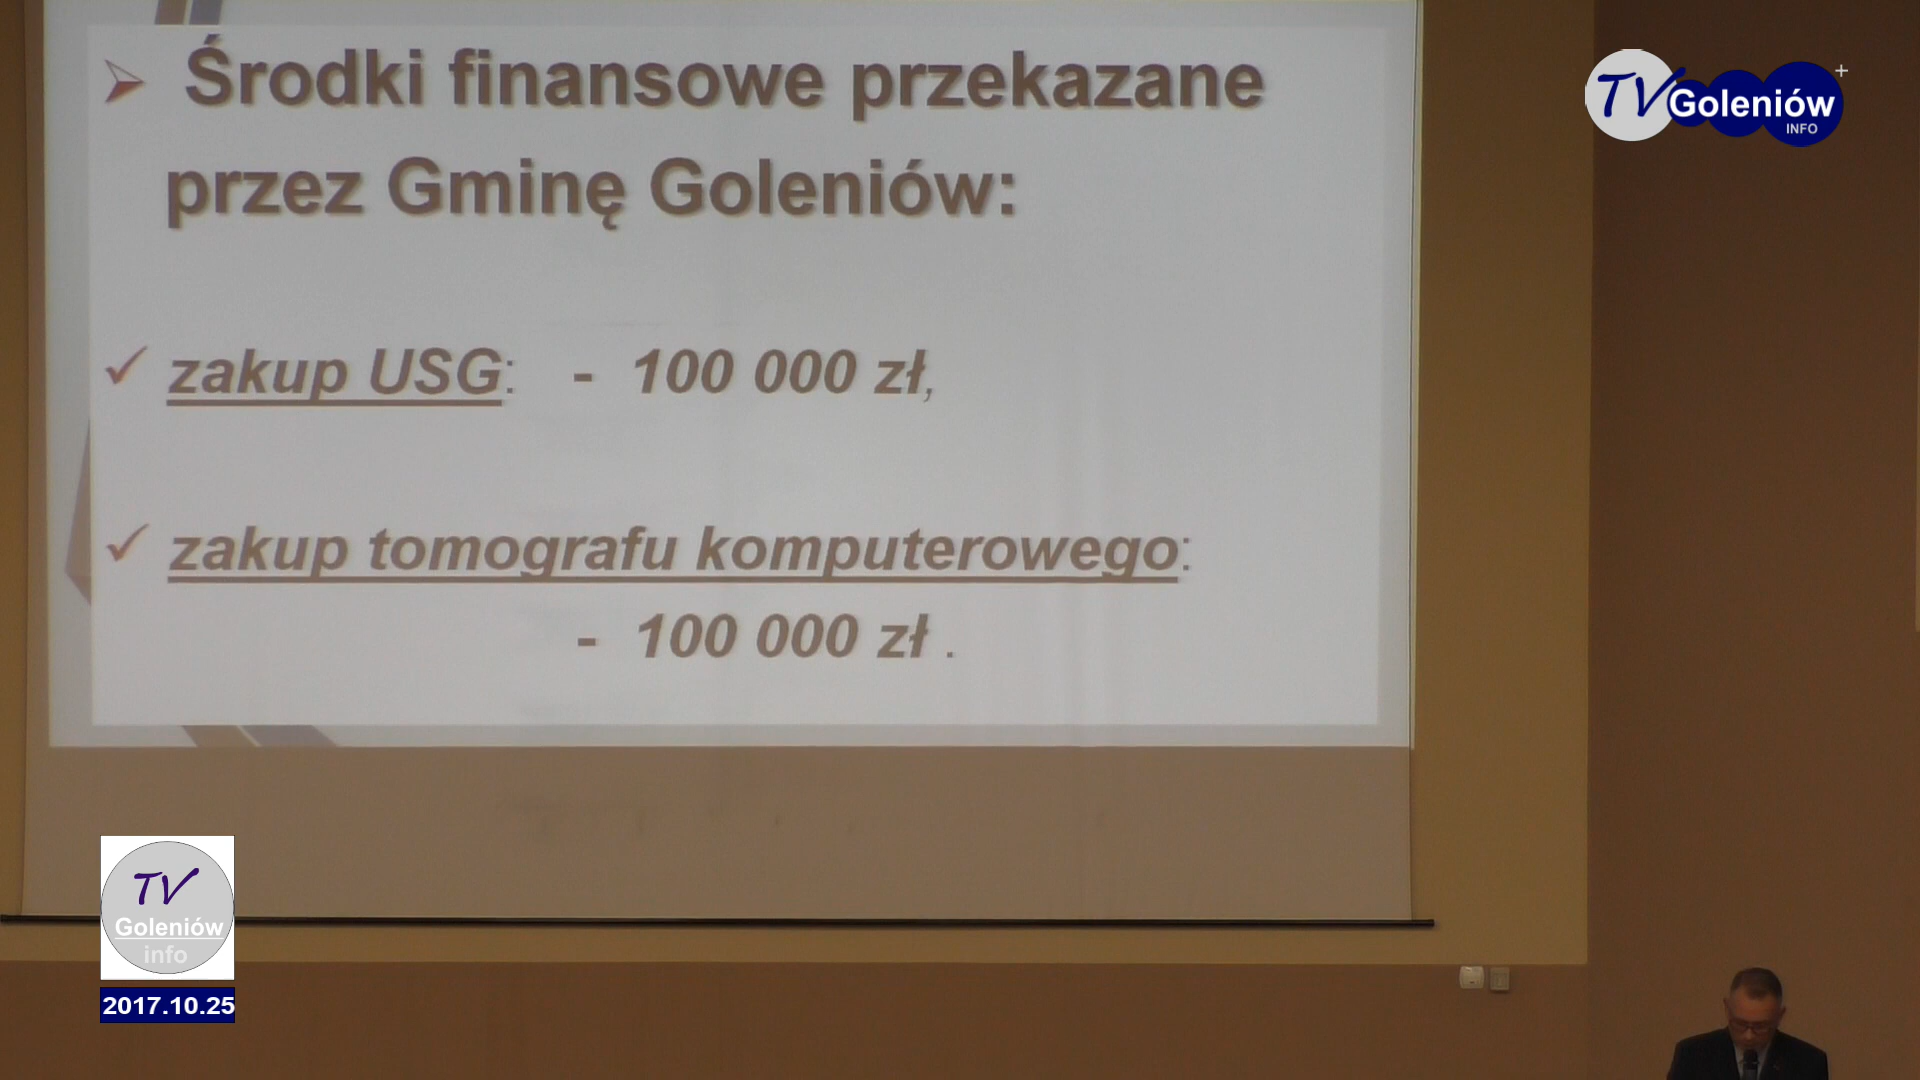 Środki finansowe przekazane
przez Gminę Goleniów:
zakup USG: - 100 000 zł,
zakup tomografu komputerowego:
- 100 000 zł .
TV Goleniów +
INFO
TV
Goleniów
info
2017.10.25